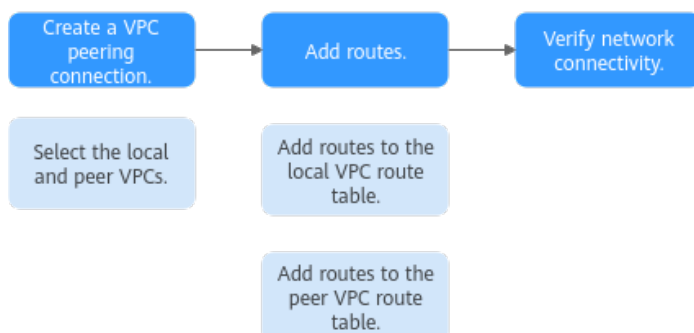 Create a VPC
peering
connection.
Add routes.
Verify network
connectivity.
Select the local
and peer VPCs.
Add routes to the
local VPC route
table.
Add routes to the
peer VPC route
table.